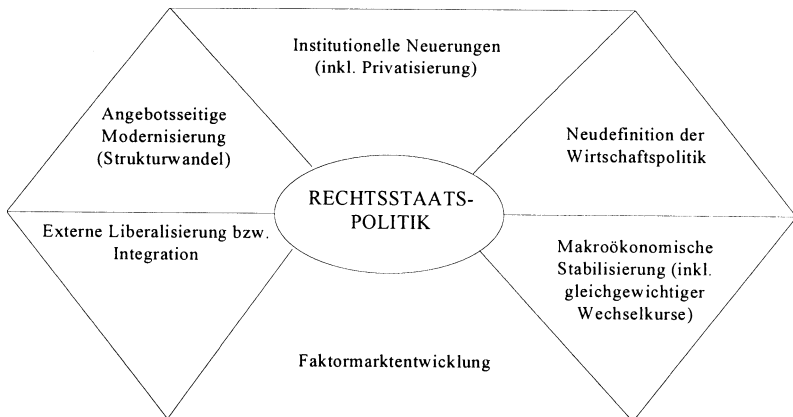 Institutionelle Neuerungen
(inkl. Privatisierung)
Angebotsseitige
Modernisierung
(Strukturwandel)
Neudefinition der
Wirtschaftspolitik
RECHTSSTAATS-
POLITIK
Externe Liberalisierung bzw.
Integration
Makroökonomische
Stabilisierung (inkl.
gleichgewichtiger
Wechselkurse)
Faktormarktentwicklung